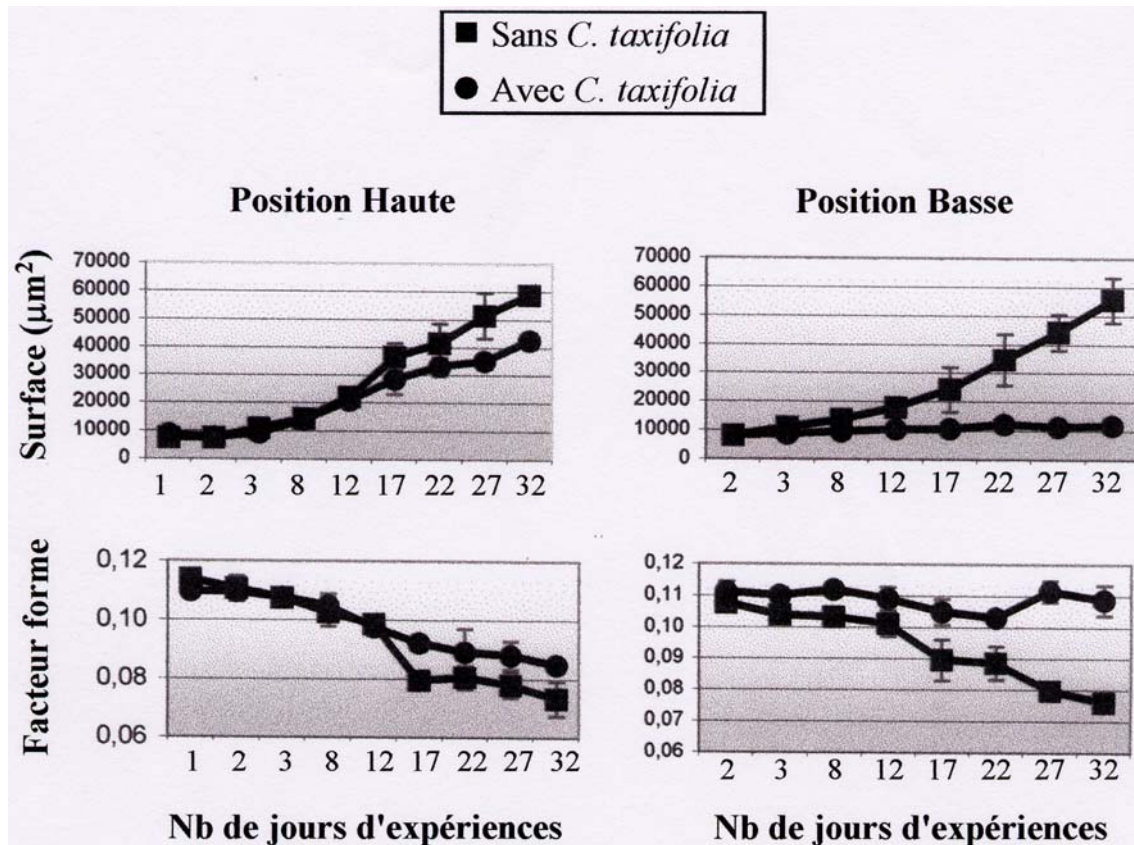 Sans C. taxifolia
Avec C. taxifolia
Position Haute
Position Basse
Surface (µm²)
70000
60000
50000
40000
30000
20000
10000
0
1 2 3 8 12 17 22 27 32
70000
60000
50000
40000
30000
20000
10000
0
2 3 8 12 17 22 27 32
Facteur forme
0,12
0,10
0,08
0,06
1 2 3 8 12 17 22 27 32
0,12
0,11
0,10
0,09
0,08
0,07
0,06
2 3 8 12 17 22 27 32
Nb de jours d'expériences
Nb de jours d'expériences